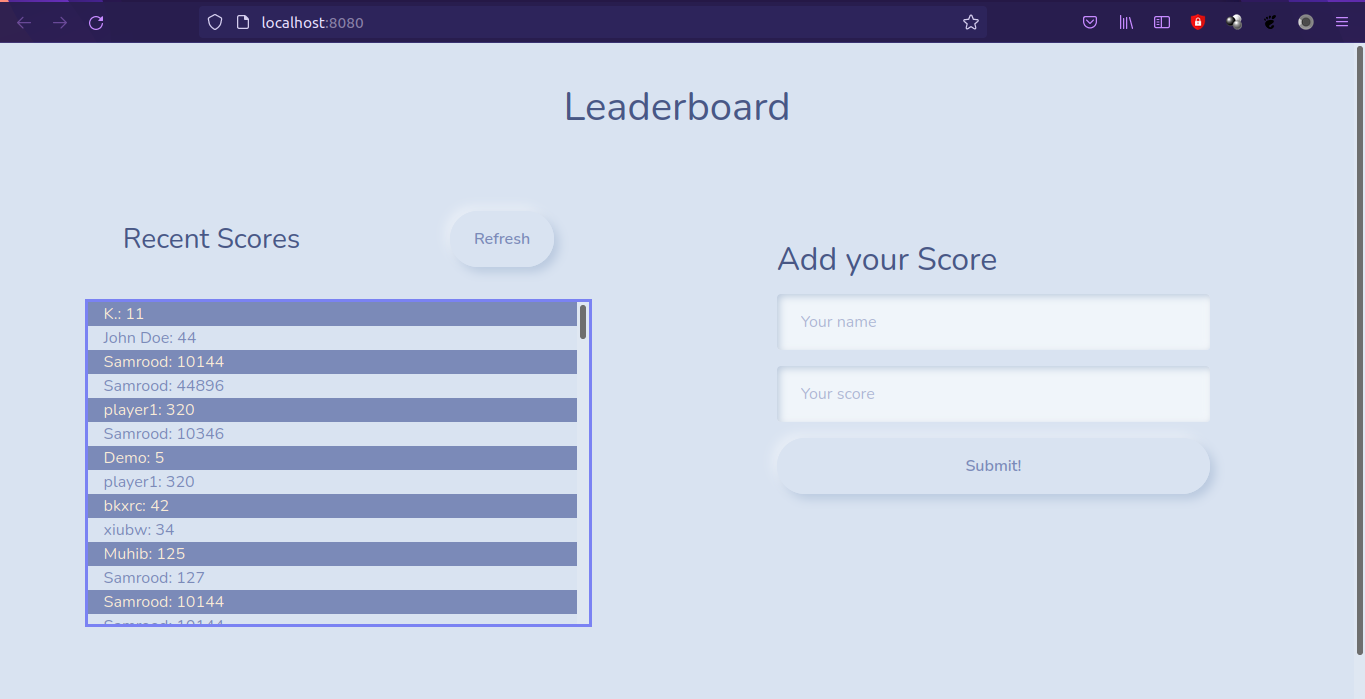 localhost:8080
Leaderboard
Recent Scores
Refresh
K.: 11
John Doe: 44
Samrood: 10144
Samrood: 44896
player1: 320
Samrood: 10346
Demo: 5
player1: 320
bkxrc: 42
xiubw: 34
Muhib: 125
Samrood: 127
Samrood: 10144
Samrood: 10144
Add your Score
Your name
Your score
Submit!